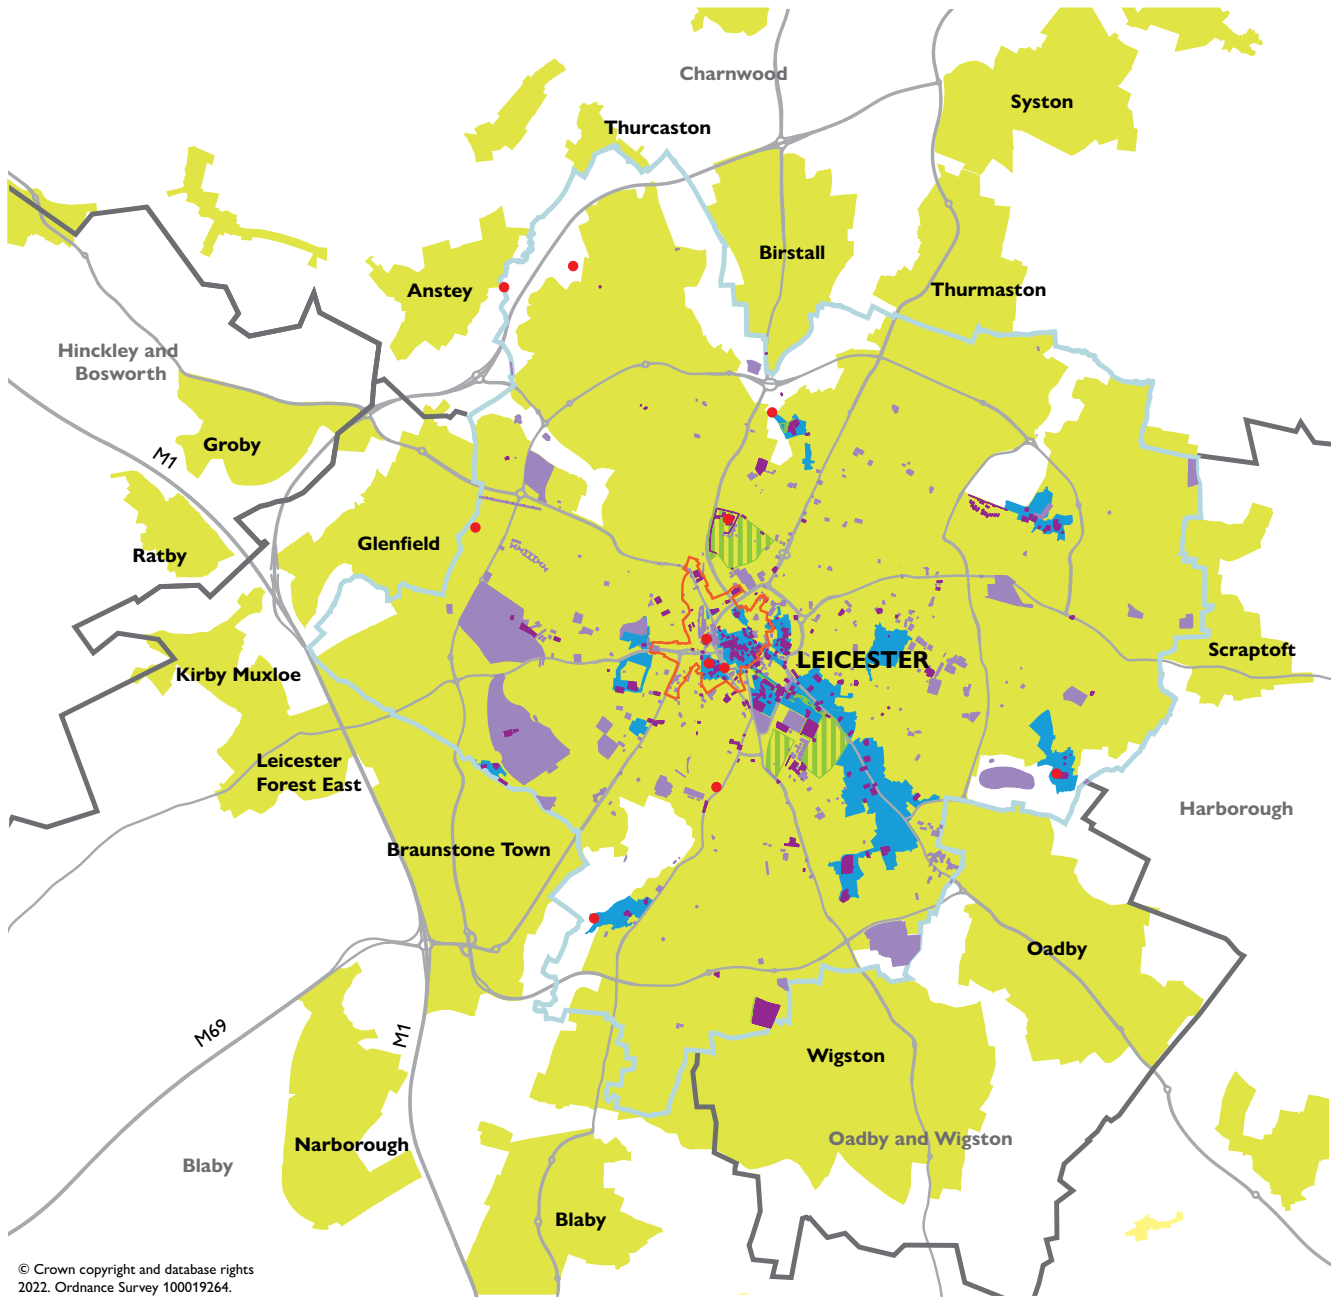 Charnwood
Syston
Thurcaston
Birstall
Anstey
Thurmaston
Hinckley and
Bosworth
Groby
M1
Glenfield
Ratby
LEICESTER
Scraptoft
Kirby Muxloe
Leicester
Forest East
Harborough
Braunstone Town
Oadby
M69
M1
Wigston
Oadby and Wigston
Narborough
Blaby
Blaby
© Crown copyright and database rights
2022. Ordnance Survey 100019264.